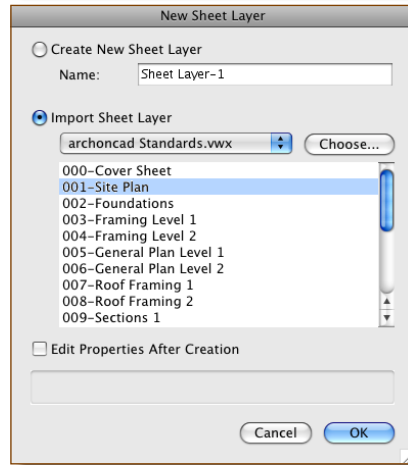 New Sheet Layer
Create New Sheet Layer
Name: Sheet Layer-1
Import Sheet Layer
archoncad Standards.vwx Choose...
000-Cover Sheet
001-Site Plan
002-Foundations
003-Framing Level 1
004-Framing Level 2
005-General Plan Level 1
006-General Plan Level 2
007-Roof Framing 1
008-Roof Framing 2
009-Sections 1
Edit Properties After Creation
Cancel OK